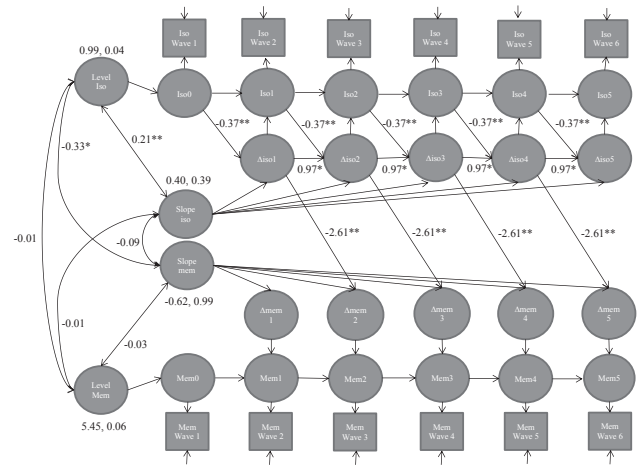 Iso
Wave 1
Iso
Wave 2
Iso
Wave 3
Iso
Wave 4
Iso
Wave 5
Iso
Wave 6
0.99, 0.04
Level
Iso
Iso0
Iso1
Iso2
Iso3
Iso4
Iso5
-0.37**
-0.37**
-0.37**
-0.37**
-0.37**
-0.33*
0.21**
Δiso1
Δiso2
Δiso3
Δiso4
Δiso5
0.97*
0.97*
0.97*
0.97*
0.40, 0.39
Slope
iso
-0.01
-0.09
-2.61**
-2.61**
-2.61**
-2.61**
Slope
mem
-0.62, 0.99
Δmem
1
Δmem
2
Δmem
3
Δmem
4
Δmem
5
-0.01
-0.03
Level
Mem
Mem0
Mem1
Mem2
Mem3
Mem4
Mem5
5.45, 0.06
Mem
Wave 1
Mem
Wave 2
Mem
Wave 3
Mem
Wave 4
Mem
Wave 5
Mem
Wave 6